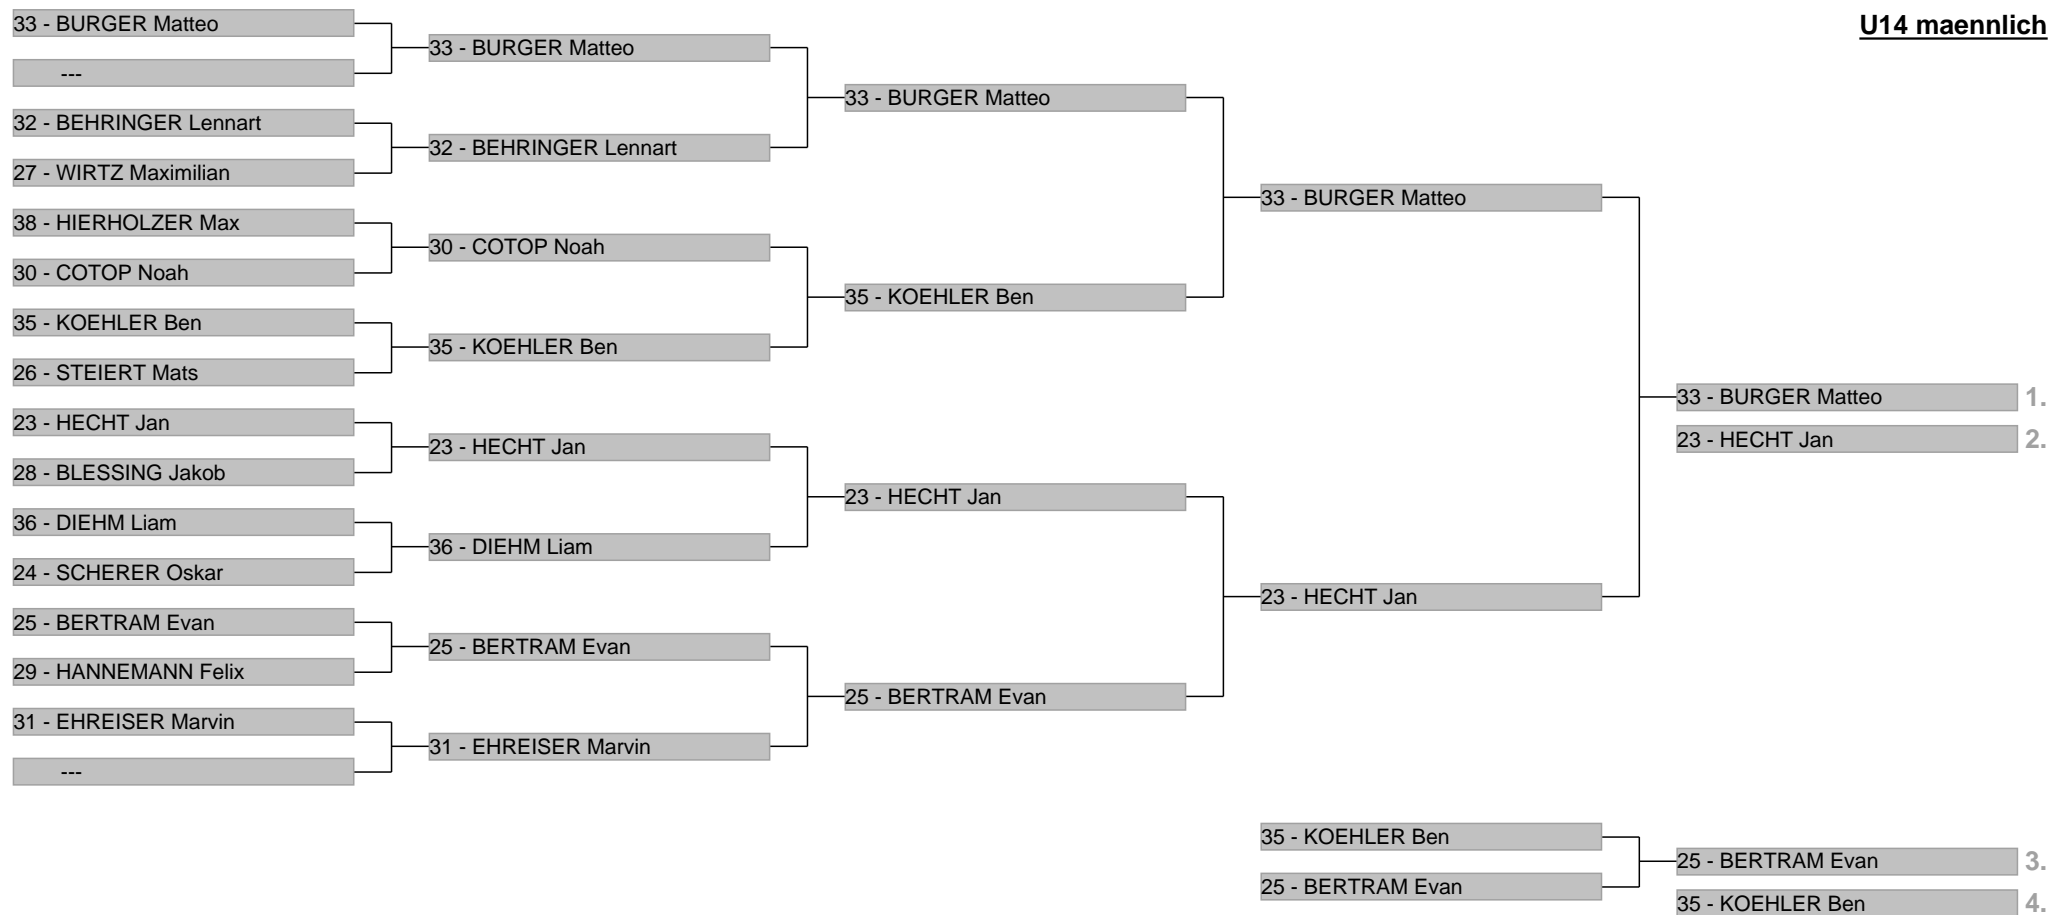 U14 maennlich
33 - BURGER Matteo
---
32 - BEHRINGER Lennart
27 - WIRTZ Maximilian
38 - HIERHOLZER Max
30 - COTOP Noah
35 - KOEHLER Ben
26 - STEIERT Mats
23 - HECHT Jan
28 - BLESSING Jakob
36 - DIEHM Liam
24 - SCHERER Oskar
25 - BERTRAM Evan
29 - HANNEMANN Felix
31 - EHREISER Marvin
---
33 - BURGER Matteo
32 - BEHRINGER Lennart
30 - COTOP Noah
35 - KOEHLER Ben
23 - HECHT Jan
36 - DIEHM Liam
25 - BERTRAM Evan
31 - EHREISER Marvin
33 - BURGER Matteo
35 - KOEHLER Ben
23 - HECHT Jan
25 - BERTRAM Evan
33 - BURGER Matteo
23 - HECHT Jan
33 - BURGER Matteo 1.
23 - HECHT Jan 2.
35 - KOEHLER Ben
25 - BERTRAM Evan
25 - BERTRAM Evan 3.
35 - KOEHLER Ben 4.